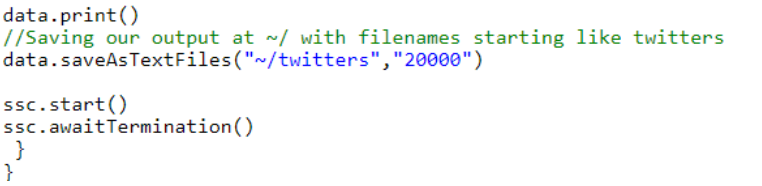 data.print()
//Saving our output at ~/ with filenames starting like twitters
data.saveAsTextFiles("~/twitters","20000")
ssc.start()
ssc.awaitTermination()
}
}